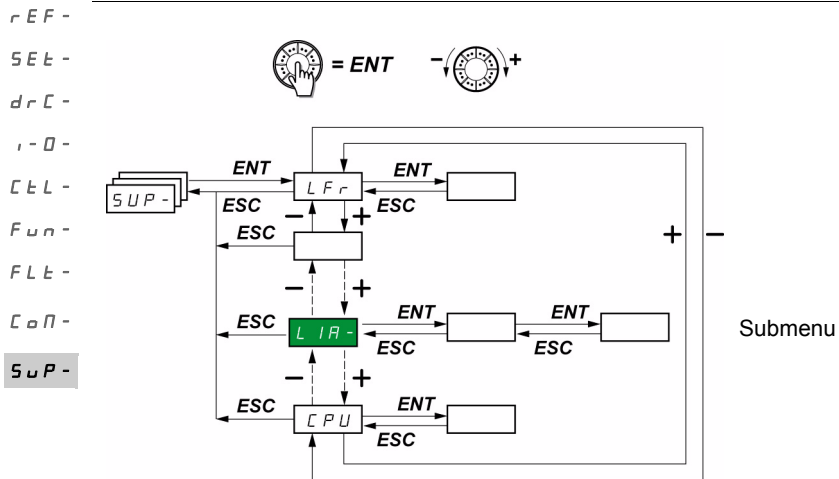 rEF-
SEt-
drC-
i-O-
CtL-
Fun-
FLt-
CoM-
SuP-
= ENT
- +
ENT
ENT
SUP-
LFr
ESC
ESC
- +
ESC
+ -
- +
ESC
LIA-
ENT
ENT
ESC
ESC
Submenu
- +
ESC
CPU
ENT
ESC